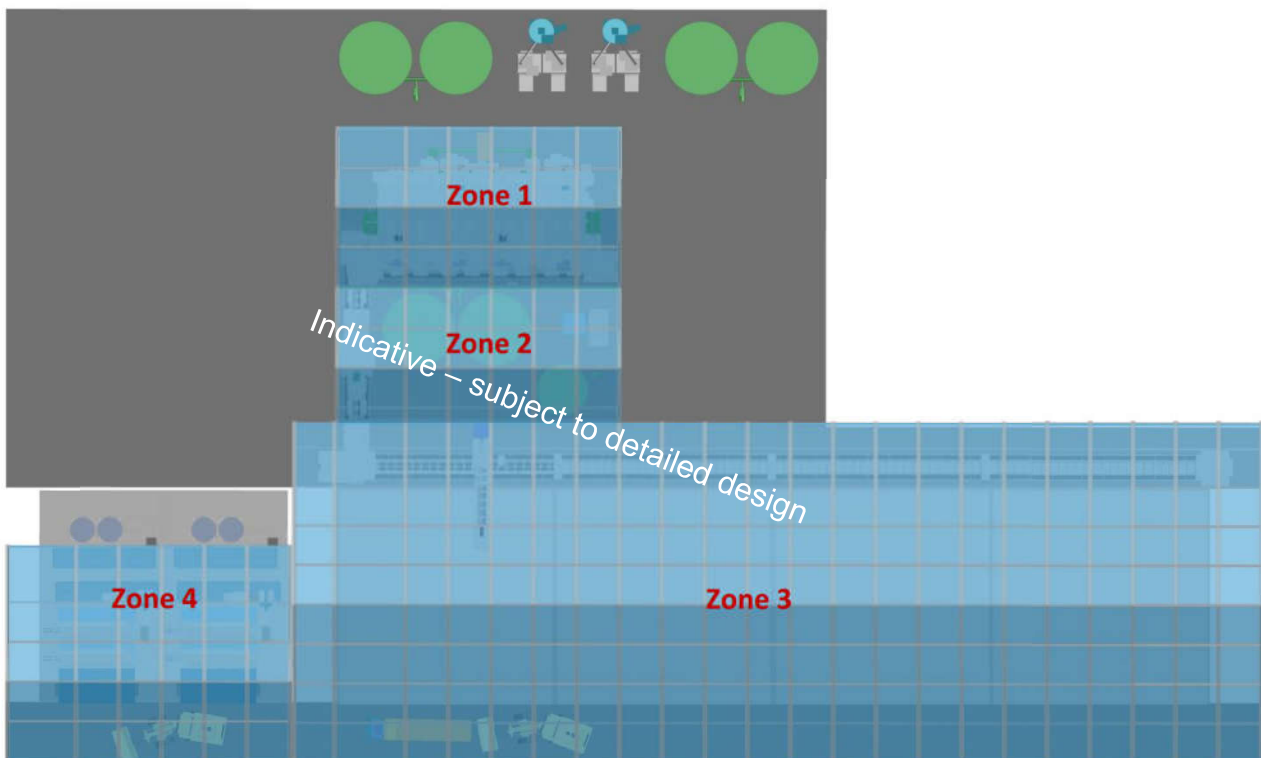 Zone 1
Zone 2
Indicative – subject to detailed design
Zone 4
Zone 3